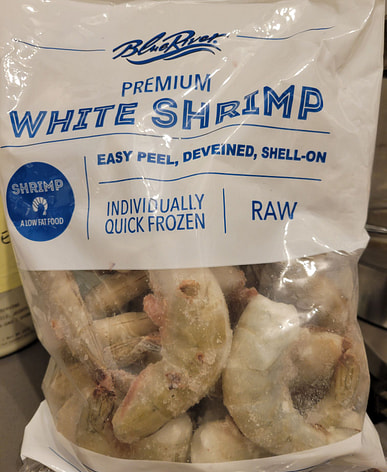 BlueRiver
PREMIUM
WHITE SHRIMP
EASY PEEL, DEVEINED, SHELL-ON
SHRIMP
A LOW FAT FOOD
INDIVIDUALLY
QUICK FROZEN
RAW